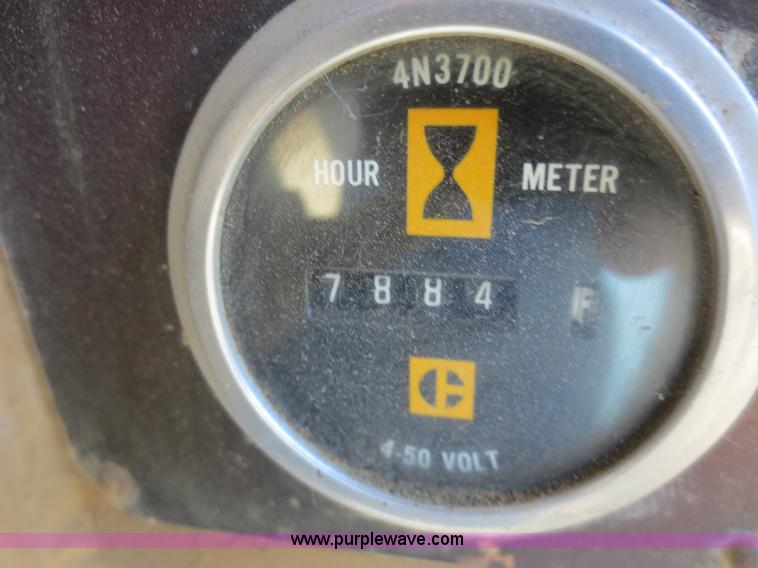 4N3700
HOUR METER
7884
4-50 VOLT
www.purplewave.com